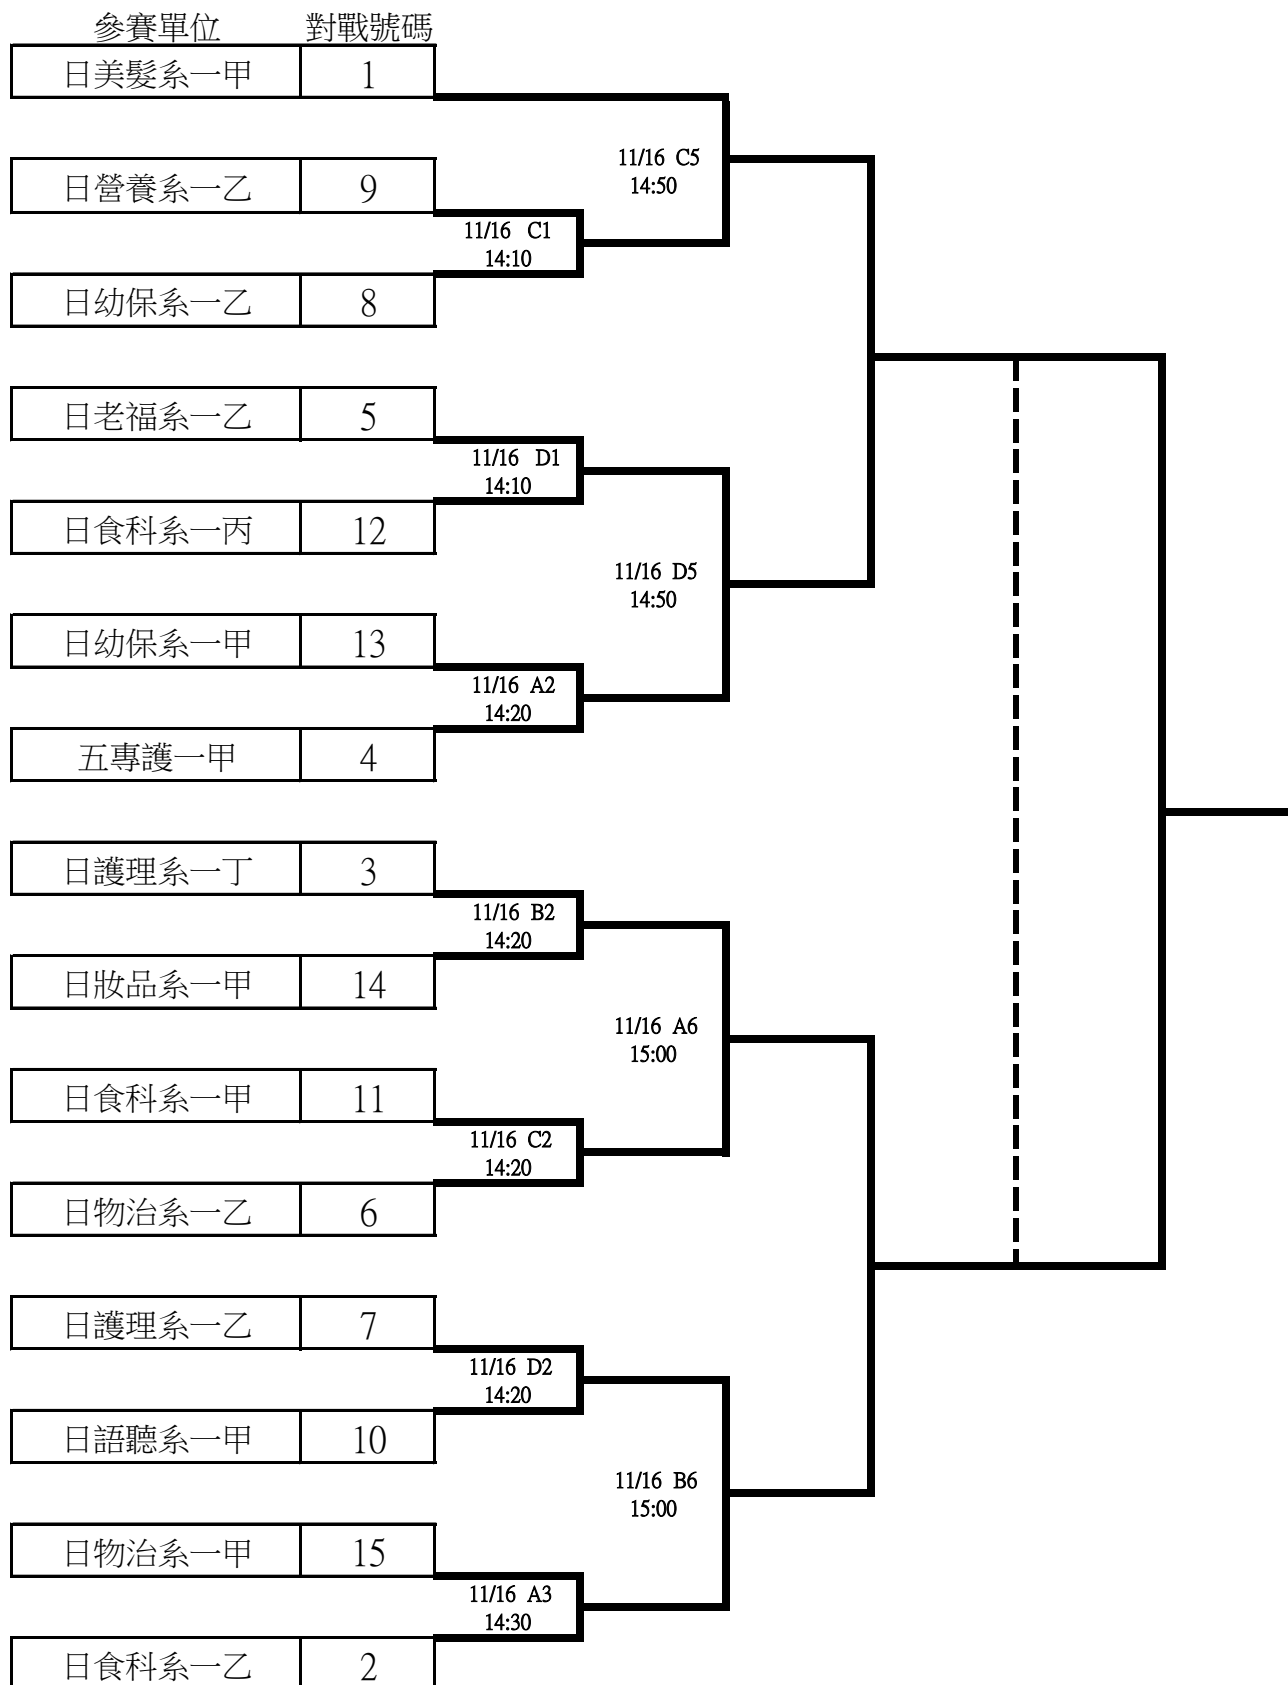 參賽單位 對戰號碼
日美髮系一甲 1
11/16 C5
14:50
日營養系一乙 9
11/16 C1
14:10
日幼保系一乙 8
日老福系一乙 5
11/16 D1
14:10
日食科系一丙 12
11/16 D5
14:50
日幼保系一甲 13
11/16 A2
14:20
五專護一甲 4
日護理系一丁 3
11/16 B2
14:20
日妝品系一甲 14
11/16 A6
15:00
日食科系一甲 11
11/16 C2
14:20
日物治系一乙 6
日護理系一乙 7
11/16 D2
14:20
日語聽系一甲 10
11/16 B6
15:00
日物治系一甲 15
11/16 A3
14:30
日食科系一乙 2